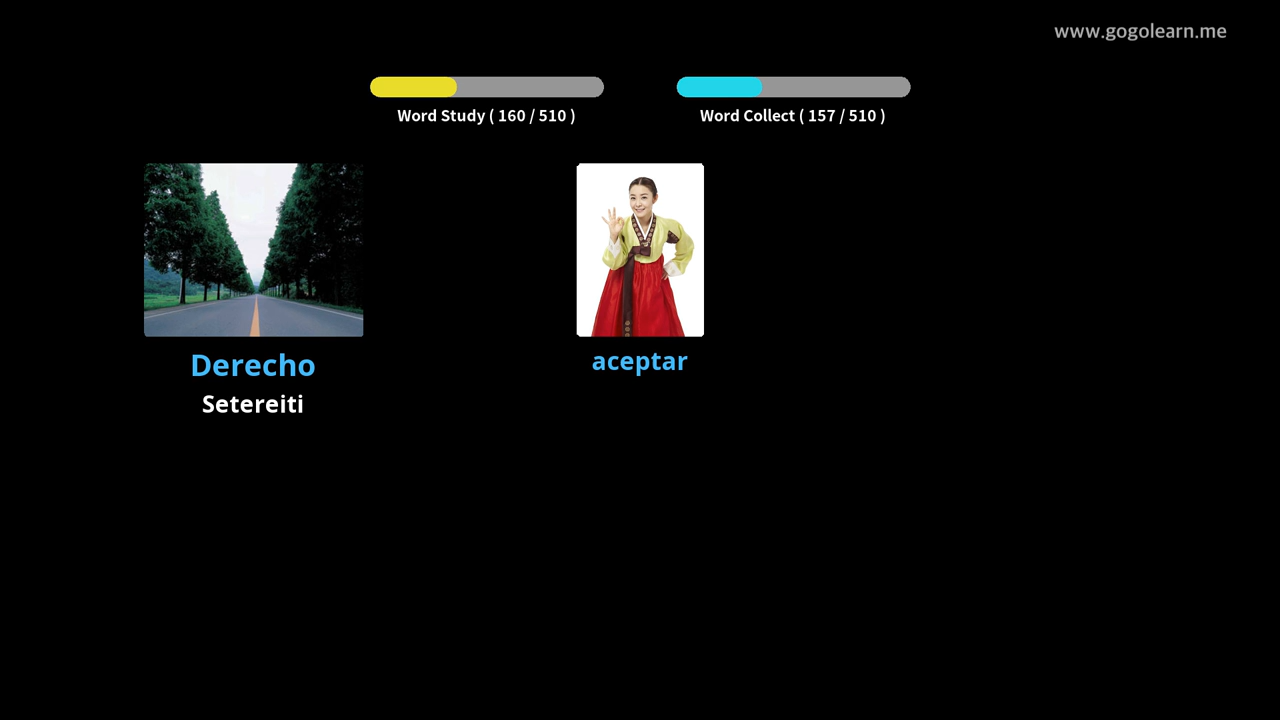 www.gogolearn.me
Word Study ( 160 / 510 )
Word Collect ( 157 / 510 )
Derecho
Setereiti
aceptar